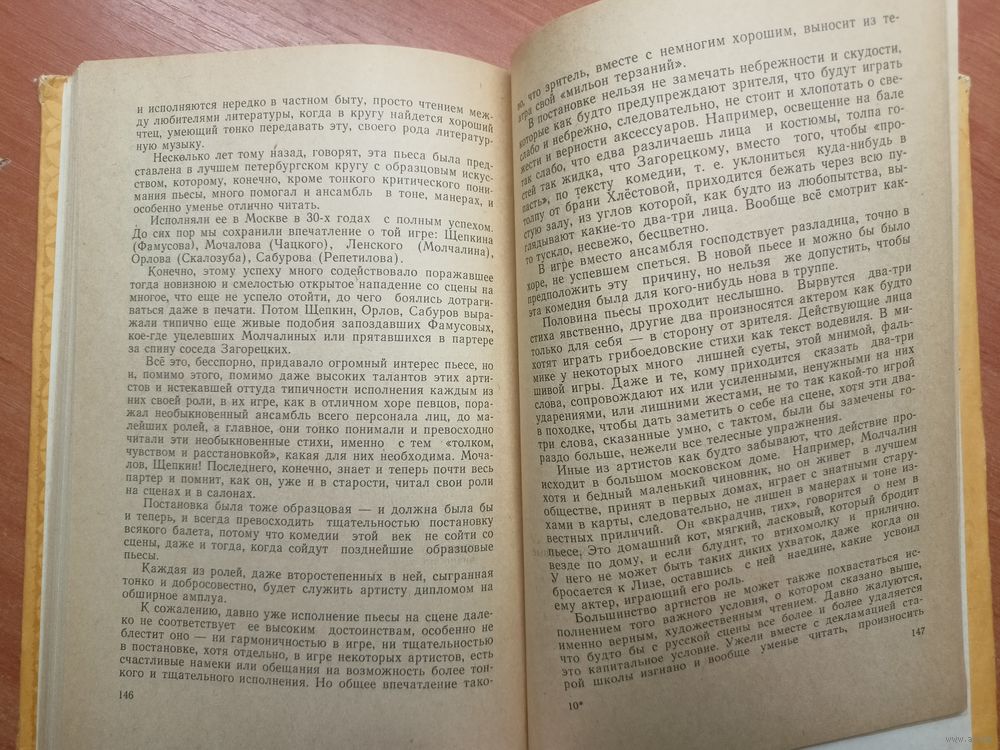 и исполняются нередко в частном быту, просто чтением меж-
ду любителями литературы, когда в кругу найдется хороший
чтец, умеющий тонко передавать эту, своего рода литератур-
ную музыку.
Несколько лет тому назад, говорят, эта пьеса была пред-
ставлена в лучшем петербургском кругу с образцовым искус-
ством, которому, конечно, кроме тонкого критического пони-
мания пьесы, много помогал и ансамбль в тоне, манерах, и
особенно уменье отлично читать.
Исполняли ее в Москве в 30-х годах с полным успехом.
До сих пор мы сохранили впечатление о той игре: Щепкина
(Фамусова), Мочалова (Чацкого), Ленского (Молчалина),
Орлова (Скалозуба), Сабурова (Репетилова).
Конечно, этому успеху много содействовало поражавшее
тогда новизною и смелостью открытое нападение со сцены на
многое, что еще не успело отойти, до чего боялись дотраги-
ваться даже в печати. Потом Щепкин, Орлов, Сабуров выра-
жали типично еще живые подобия запоздавших Фамусовых,
кое-где уцелевших Молчалиных или прятавшихся в партере
за спину соседа Загорецких.
Всё это, бесспорно, придавало огромный интерес пьесе, но
и, помимо этого, помимо даже высоких талантов этих арти-
стов и истекавшей оттуда типичности исполнения каждым из
них своей роли, в их игре, как в отличном хоре певцов, пора-
жал необыкновенный ансамбль всего персонала лиц, до ма-
лейших ролей, а главное, они тонко понимали и превосходно
читали эти необыкновенные стихи, именно с тем «толком,
чувством и расстановкой», какая для них необходима. Моча-
лов, Щепкин! Последнего, конечно, знает и теперь почти весь
партер и помнит, как он, уже и в старости, читал свои роли
на сценах и в салонах.
Постановка была тоже образцовая — и должна была бы
и теперь, и всегда превосходить тщательностью постановку
всякого балета, потому что комедии этой век не сойти со
сцены, даже и тогда, когда сойдут позднейшие образцовые
пьесы.
Каждая из ролей, даже второстепенных в ней, сыгранная
тонко и добросовестно, будет служить артисту дипломом на
обширное амплуа.
К сожалению, давно уже исполнение пьесы на сцене дале-
ко не соответствует ее высоким достоинствам, особенно не
блестит оно — ни гармоничностью в игре, ни тщательностью
в постановке, хотя отдельно, в игре некоторых артистов, есть
счастливые намеки или обещания на возможность более тон-
кого и тщательного исполнения. Но общее впечатление тако-
146
во, что зритель, вместе с немногим хорошим, выносит из те-
атра свой «мильон терзаний».
В постановке нельзя не замечать небрежности и скудости,
которые как будто предупреждают зрителя, что будут играть
слабо и небрежно, следовательно, не стоит и хлопотать о све-
жести и верности аксессуаров. Например, освещение на бале
так слабо, что едва различаешь лица и костюмы, толпа го-
стей так жидка, что Загорецкому, вместо того, чтобы «про-
пасть», по тексту комедии, т. е. уклониться куда-нибудь в
толпу от брани Хлёстовой, приходится бежать через всю пу-
стую залу, из углов которой, как будто из любопытства, вы-
глядывают какие-то два-три лица. Вообще всё смотрит как-
то тускло, несвежо, бесцветно.
В игре вместо ансамбля господствует разладица, точно в
хоре, не успевшем спеться. В новой пьесе и можно бы было
предположить эту причину, но нельзя же допустить, чтобы
эта комедия была для кого-нибудь нова в труппе.
Половина пьесы проходит неслышно. Вырвутся два-три
стиха явственно, другие два произносятся актером как будто
только для себя — в сторону от зрителя. Действующие лица
хотят играть грибоедовские стихи как текст водевиля. В ми-
мике у некоторых много лишней суеты, этой мнимой, фаль-
шивой игры. Даже и те, кому приходится сказать два-три
слова, сопровождают их или усиленными, ненужными на них
ударениями, или лишними жестами, не то так какой-то игрой
в походке, чтобы дать заметить о себе на сцене, хотя эти два-
три слова, сказанные умно, с тактом, были бы замечены го-
раздо больше, нежели все телесные упражнения.
Иные из артистов как будто забывают, что действие про-
исходит в большом московском доме. Например, Молчалин
хотя и бедный маленький чиновник, но он живет в лучшем
обществе, принят в первых домах, играет с знатными стару-
хами в карты, следовательно, не лишен в манерах и тоне из-
вестных приличий. Он «вкрадчив, тих», говорится о нем в
пьесе. Это домашний кот, мягкий, ласковый, который бродит
везде по дому, и если блудит, то втихомолку и прилично.
У него не может быть таких диких ухваток, даже когда он
бросается к Лизе, оставшись с ней наедине, какие усвоил
ему актер, играющий его роль.
Большинство артистов не может также похвастаться ис-
полнением того важного условия, о котором сказано выше,
именно верным, художественным чтением. Давно жалуются,
что будто бы с русской сцены все более и более удаляется
это капитальное условие. Ужели вместе с декламацией ста-
рой школы изгнано и вообще уменье читать, произносить
10*
147